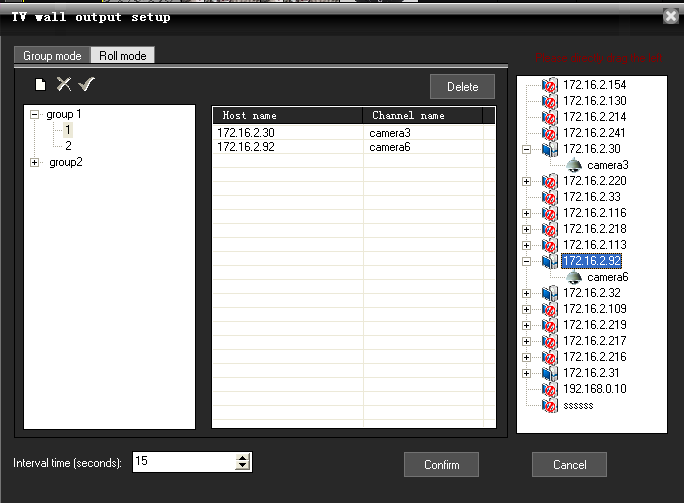 TV wall output setup
Group mode
Roll mode
Delete
group 1
1
2
group2
Host name
Channel name
172.16.2.30
camera3
172.16.2.92
camera6
172.16.2.154
172.16.2.130
172.16.2.214
172.16.2.241
172.16.2.30
camera3
172.16.2.220
172.16.2.33
172.16.2.116
172.16.2.218
172.16.2.113
172.16.2.92
camera6
172.16.2.32
172.16.2.109
172.16.2.219
172.16.2.217
172.16.2.216
172.16.2.31
192.168.0.10
ssssss
Interval time (seconds):
15
Confirm
Cancel